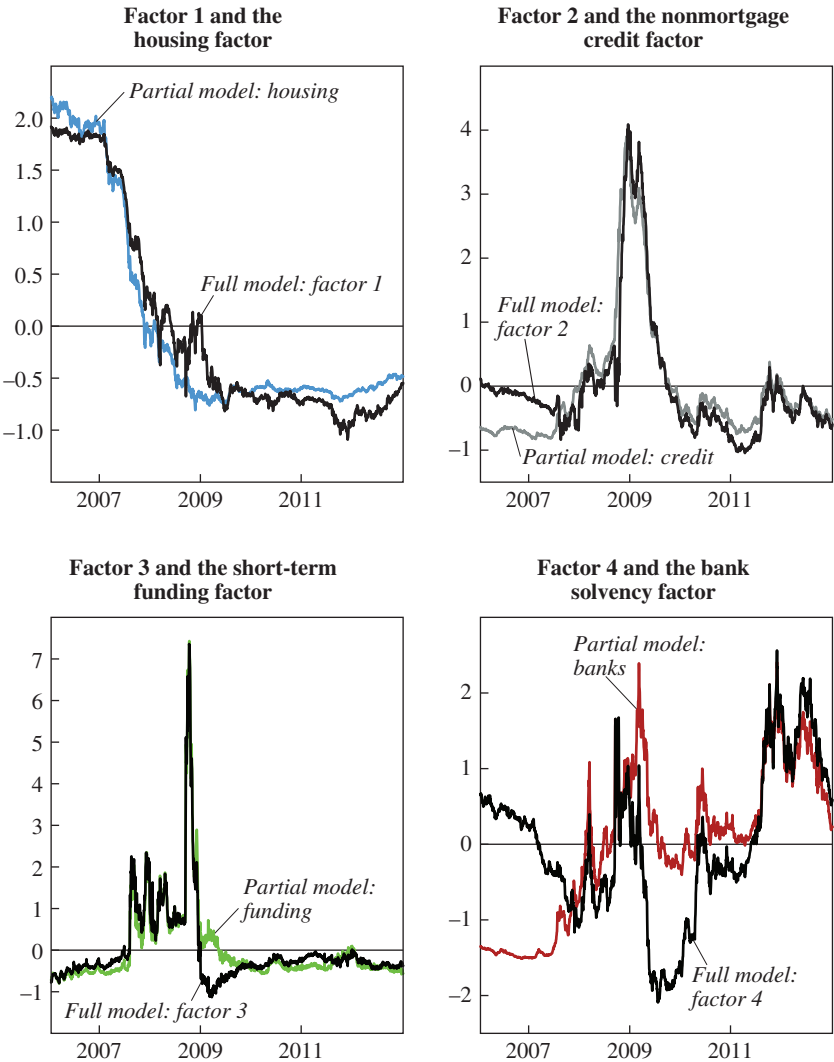 Factor 1 and the
housing factor
Partial model: housing
2.0
1.5
1.0
0.5
0.0
−0.5
−1.0
Full model: factor 1
2007 2009 2011
Factor 2 and the nonmortgage
credit factor
4
3
2
1
0
−1
Full model:
factor 2
Partial model: credit
2007 2009 2011
Factor 3 and the short-term
funding factor
7
6
5
4
3
2
1
0
−1
Partial model:
funding
Full model: factor 3
2007 2009 2011
Factor 4 and the bank
solvency factor
Partial model:
banks
2
1
0
−1
−2
Full model:
factor 4
2007 2009 2011